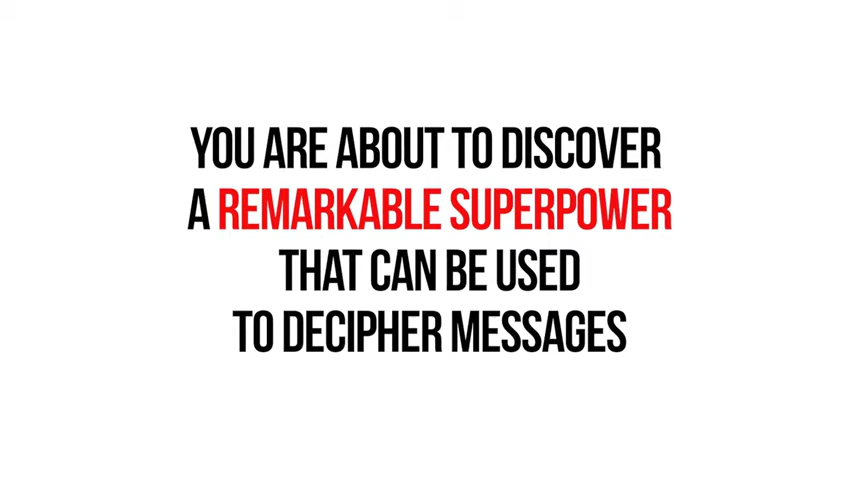 YOU ARE ABOUT TO DISCOVER
A REMARKABLE SUPERPOWER
THAT CAN BE USED
TO DECIPHER MESSAGES